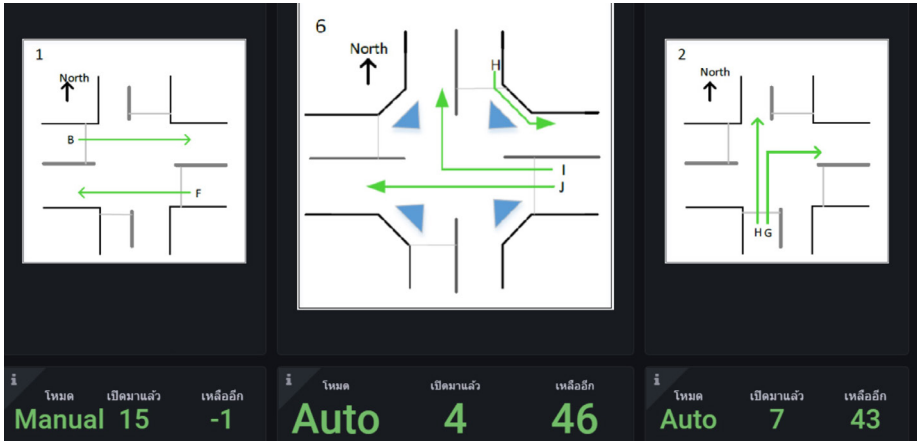 1
North
B
F
6
North
H
I
J
2
North
H G
โหมด เปิดมาแล้ว เหลืออีก
Manual 15 -1
โหมด เปิดมาแล้ว เหลืออีก
Auto 4 46
โหมด เปิดมาแล้ว เหลืออีก
Auto 7 43